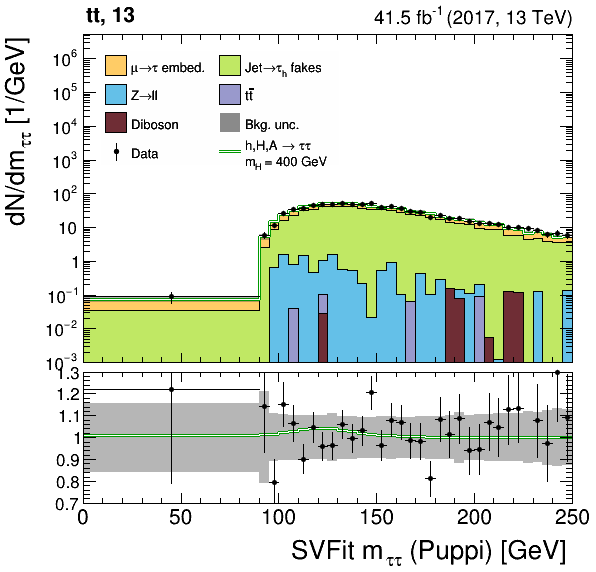 tt, 13
41.5 fb⁻¹ (2017, 13 TeV)
dN/dmττ [1/GeV]
10⁶
10⁵
10⁴
10³
10²
10
1
10⁻¹
10⁻²
10⁻³
μ→τ embed.
Jet→τₕ fakes
Z→ll
tt̄
Diboson
Bkg. unc.
Data
h,H,A → ττ
m_H = 400 GeV
1.3
1.2
1.1
1
0.9
0.8
0.7
0 50 100 150 200 250
SVFit mττ (Puppi) [GeV]